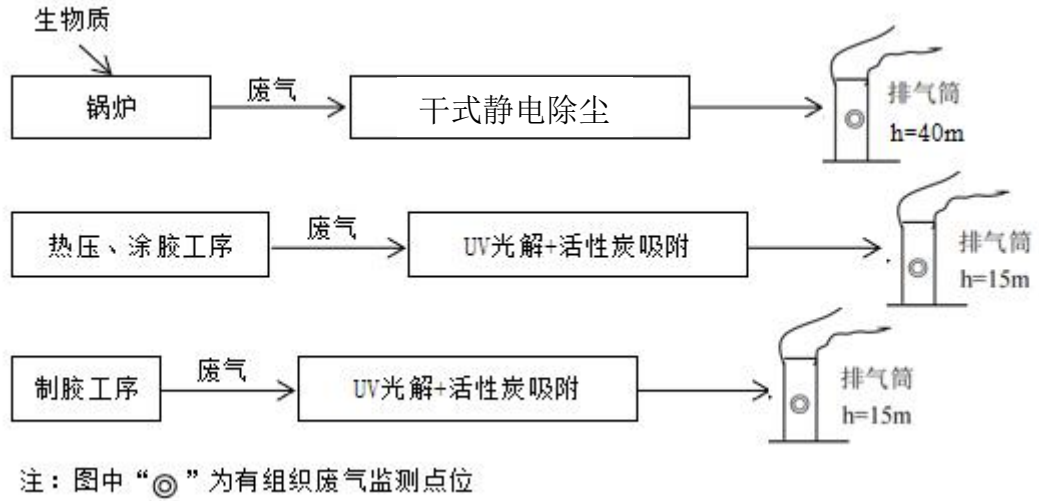 生物质
锅炉
废气
干式静电除尘
排气筒
h=40m
热压、涂胶工序
废气
UV光解+活性炭吸附
排气筒
h=15m
制胶工序
废气
UV光解+活性炭吸附
排气筒
h=15m
注：图中“◎”为有组织废气监测点位